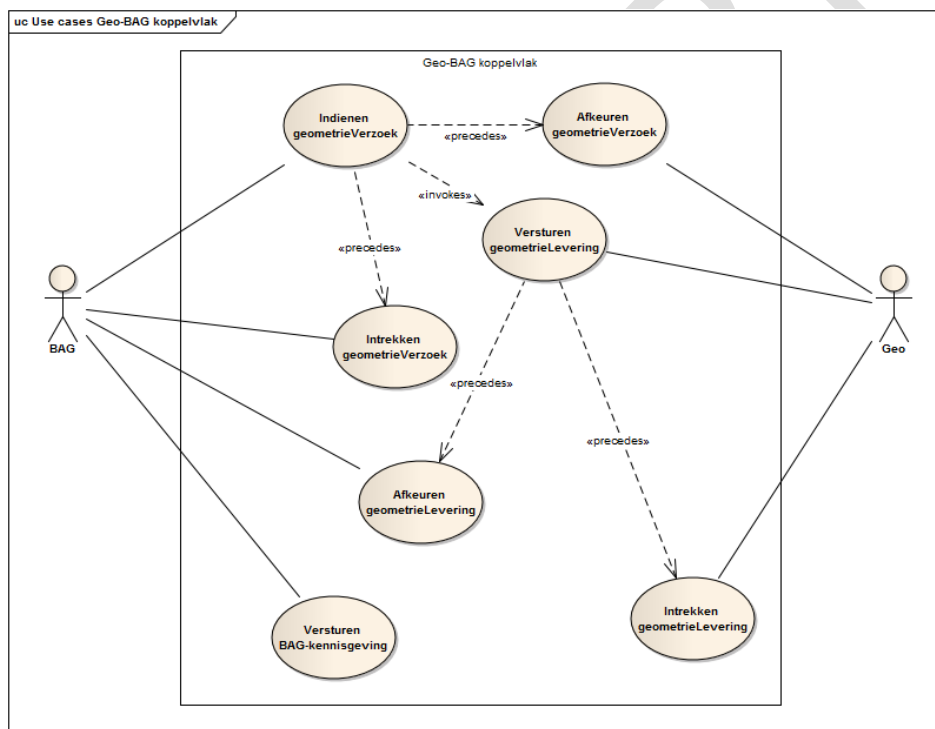 uc Use cases Geo-BAG koppelvlak
Geo-BAG koppelvlak
Indienen
geometrieVerzoek
Afkeuren
geometrieVerzoek
«precedes»
«invokes»
Versturen
geometrieLevering
«precedes»
BAG
Geo
Intrekken
geometrieVerzoek
«precedes»
«precedes»
Afkeuren
geometrieLevering
Versturen
BAG-kennisgeving
Intrekken
geometrieLevering